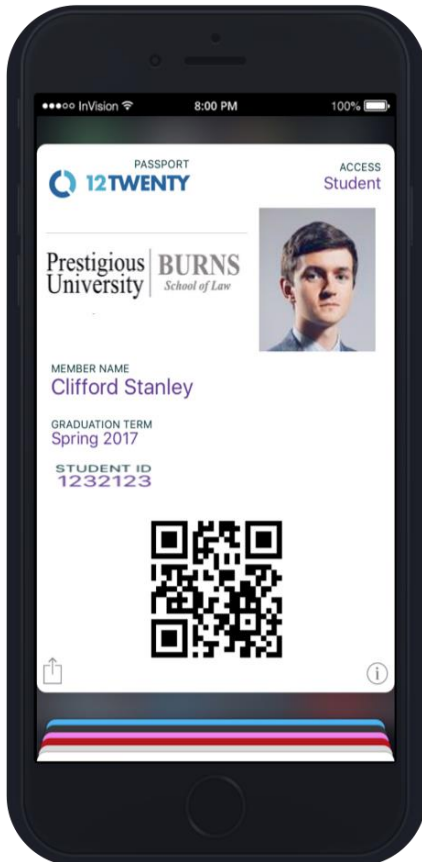 ●●●○○ InVision 8:00 PM 100%
PASSPORT
12TWENTY
ACCESS
Student
Prestigious University
BURNS
School of Law
MEMBER NAME
Clifford Stanley
GRADUATION TERM
Spring 2017
STUDENT ID
1232123